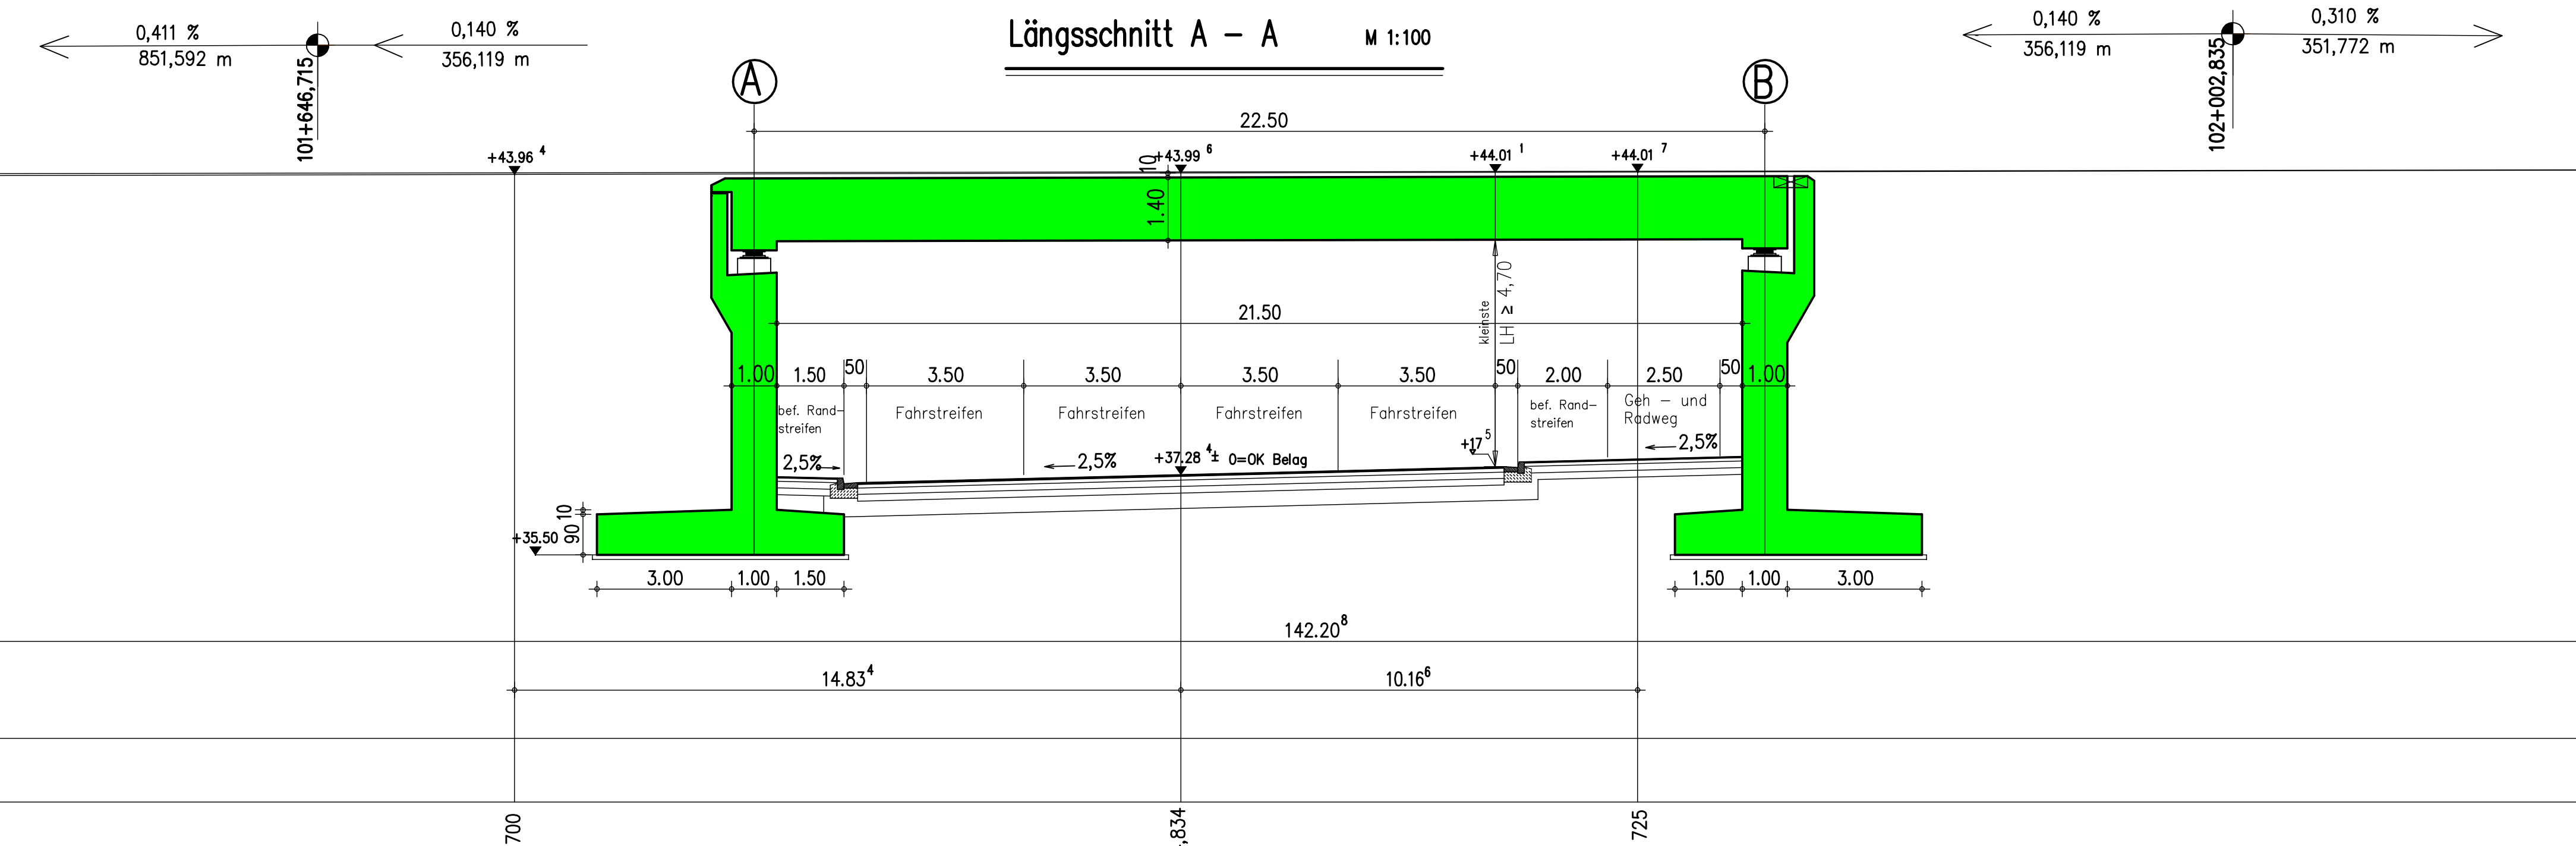 0,411 %
851,592 m
101+646,715
0,140 %
356,119 m
Längsschnitt A - A M 1:100
0,140 %
356,119 m
102+002,835
0,310 %
351,772 m
A
B
22.50
+43.96 4
10
+43.99 6
+44.01 1
+44.01 7
1.40
kleinste
LH ≥ 4,70
21.50
1.00
1.50
50
3.50
3.50
3.50
3.50
50
2.00
2.50
50
1.00
bef. Rand-
streifen
Fahrstreifen
Fahrstreifen
Fahrstreifen
Fahrstreifen
bef. Rand-
streifen
Geh - und
Radweg
2,5%
2,5%
+37.28 4 ± 0=OK Belag
+17 5
2,5%
10
90
+35.50
3.00
1.00
1.50
1.50
1.00
3.00
142.20 8
14.83 4
10.16 6
700
,834
725